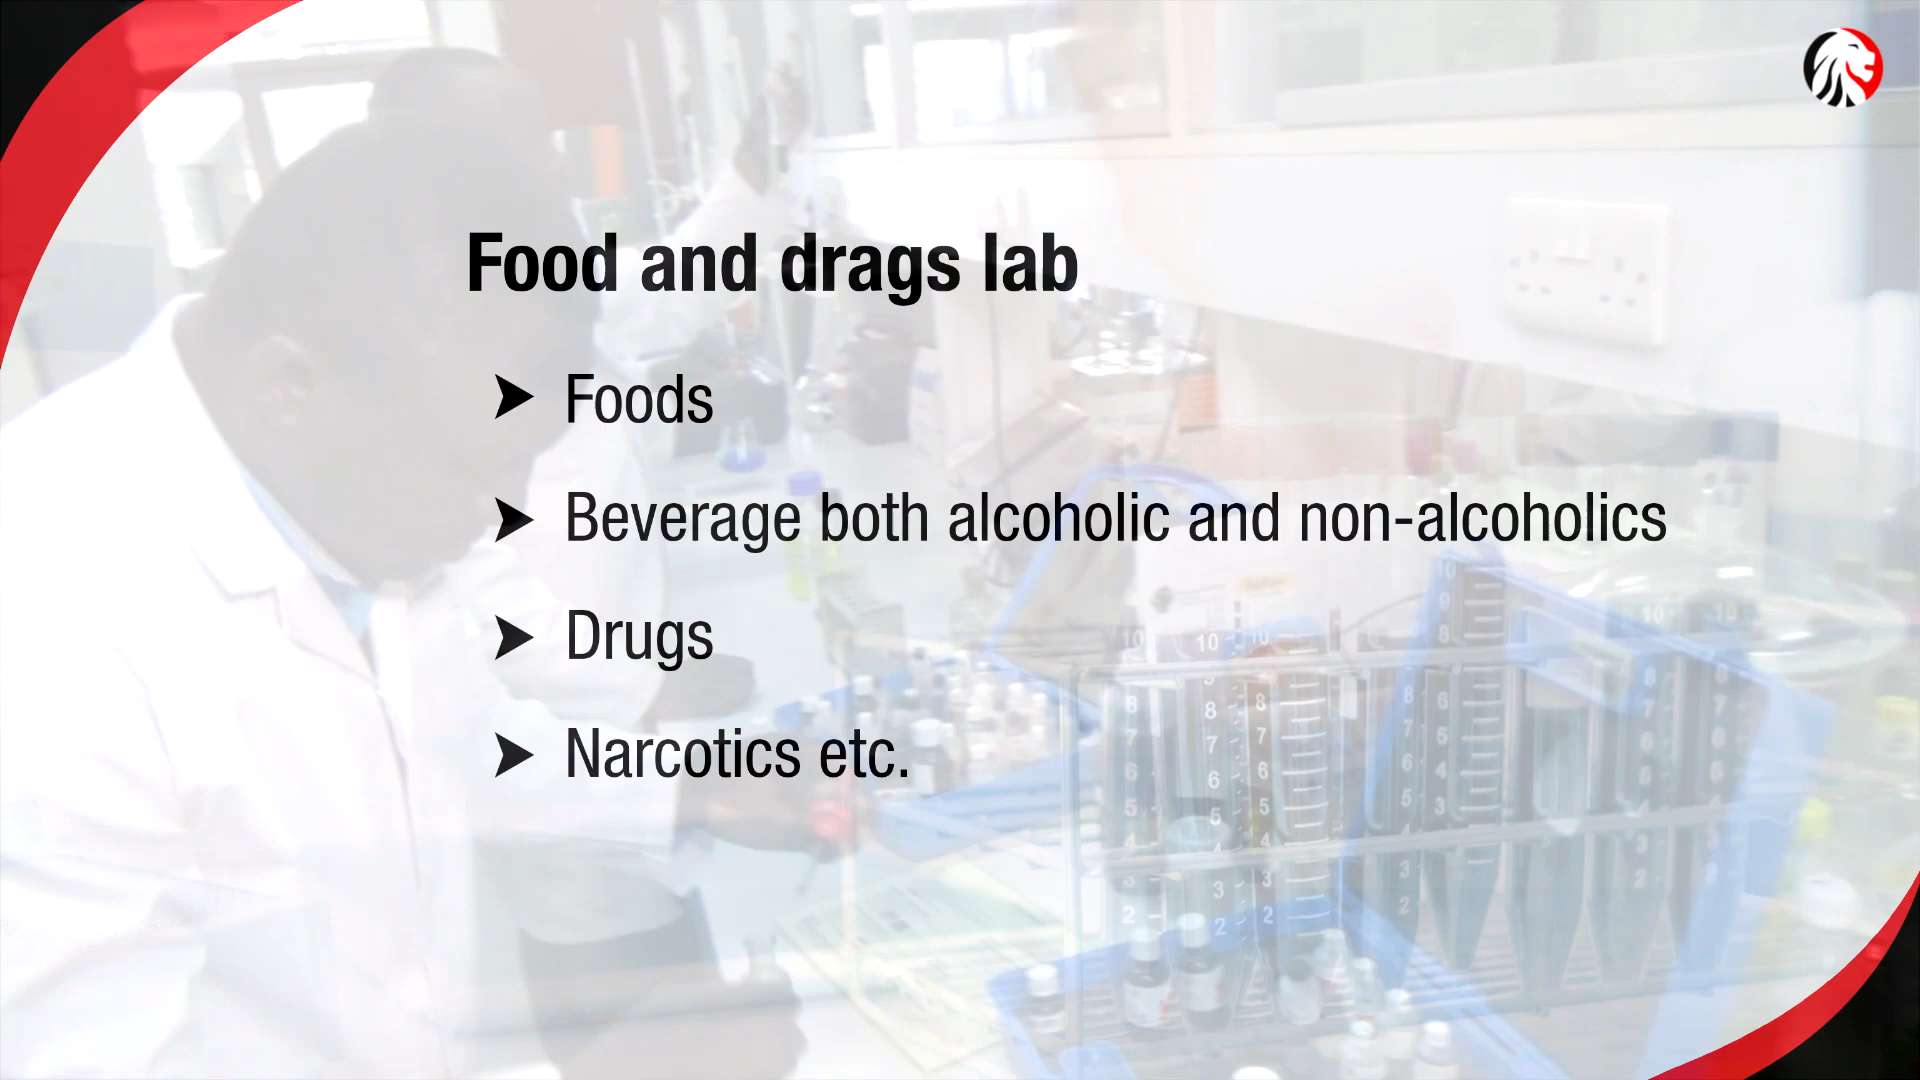 Food and drags lab
➤ Foods
➤ Beverage both alcoholic and non-alcoholics
➤ Drugs
➤ Narcotics etc.